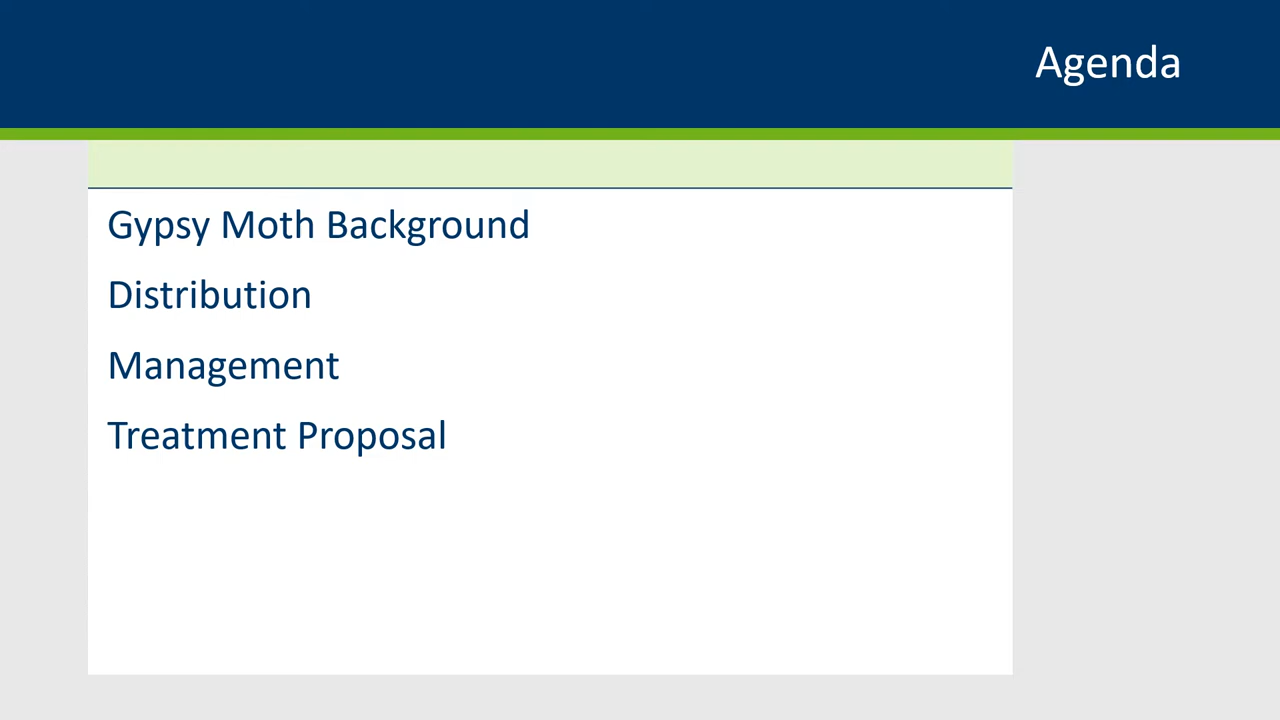 Agenda
Gypsy Moth Background
Distribution
Management
Treatment Proposal